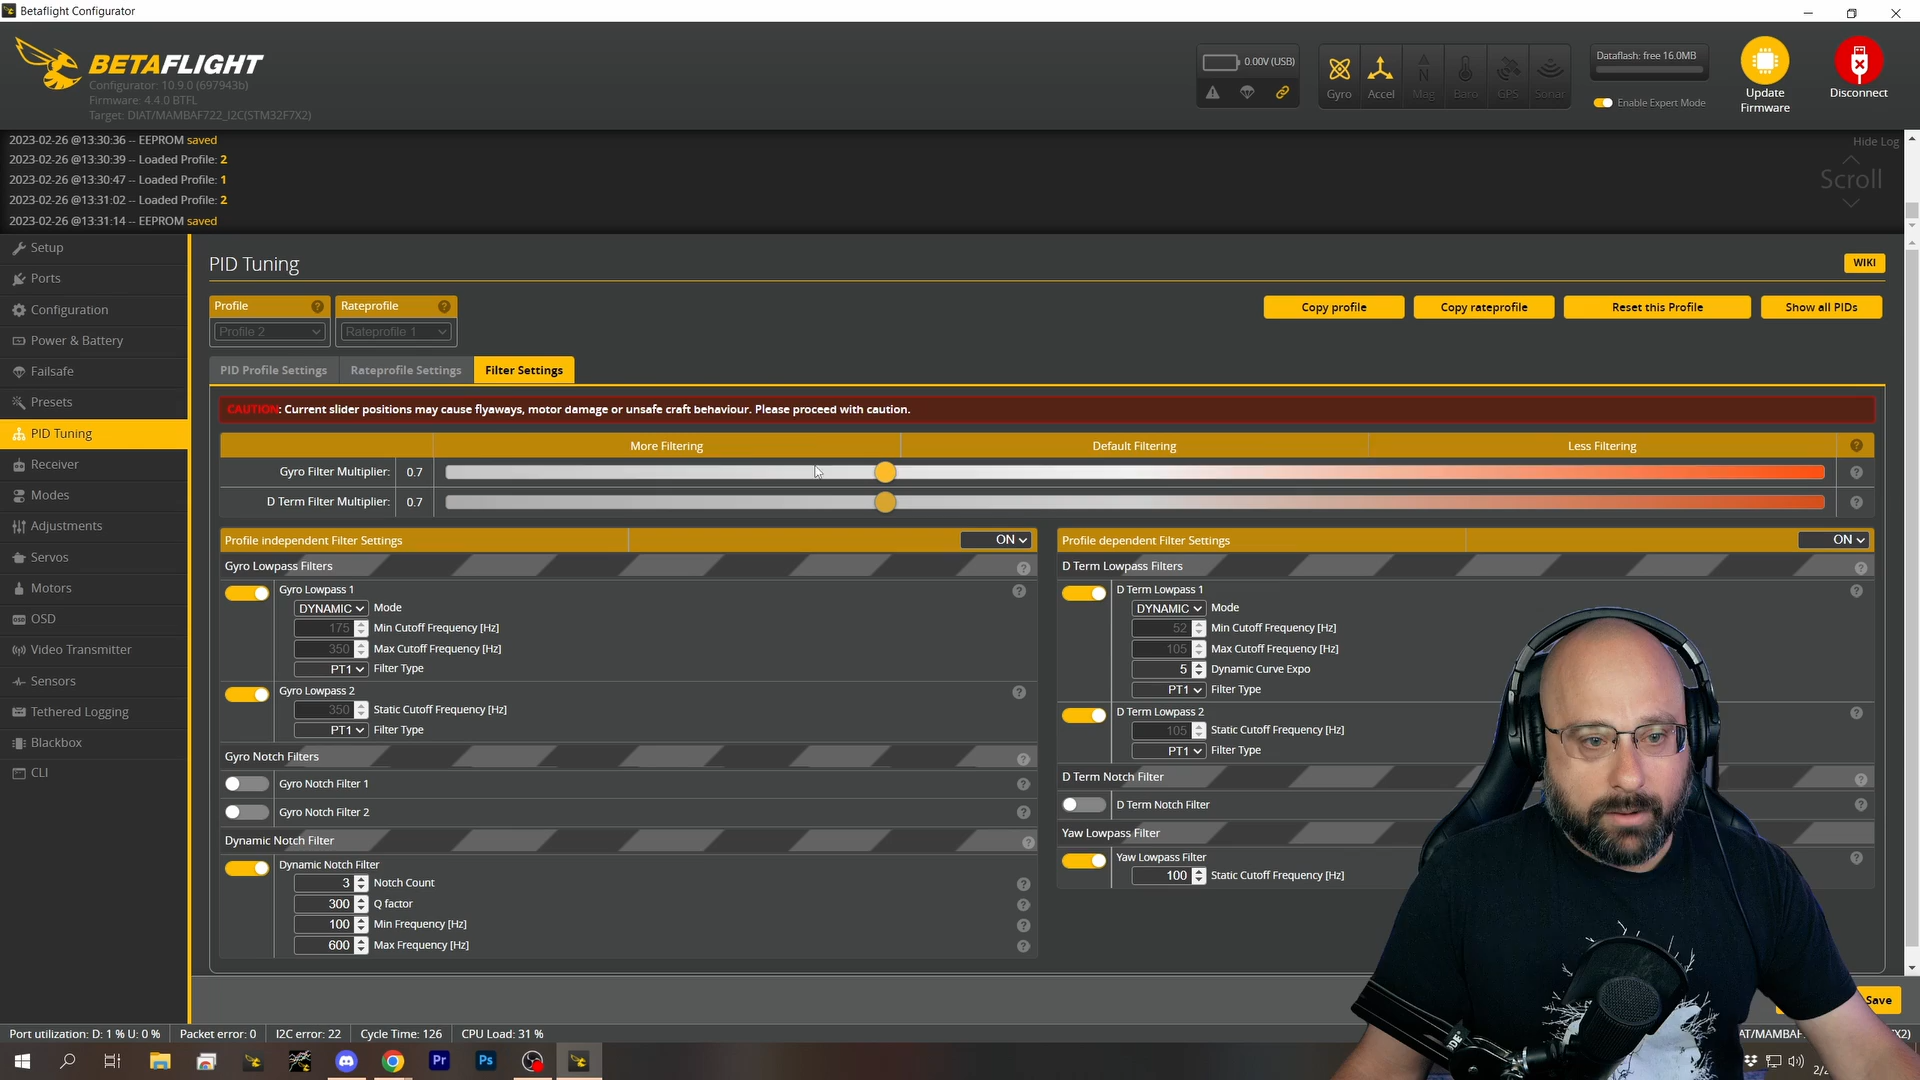 Betaflight Configurator
BETAFLIGHT
Configurator: 10.9.0 (697943b)
Firmware: 4.4.0 BTFL
Target: DIAT/MAMBAF722_I2C(STM32F7X2)
0.00V (USB)
Gyro
Accel
Mag
Baro
GPS
Sonar
Dataflash: free 16.0MB
Enable Expert Mode
Update
Firmware
Disconnect
2023-02-26 @13:30:36 -- EEPROM saved
2023-02-26 @13:30:39 -- Loaded Profile: 2
2023-02-26 @13:30:47 -- Loaded Profile: 1
2023-02-26 @13:31:02 -- Loaded Profile: 2
2023-02-26 @13:31:14 -- EEPROM saved
Hide Log
Scroll
Setup
Ports
Configuration
Power & Battery
Failsafe
Presets
PID Tuning
Receiver
Modes
Adjustments
Servos
Motors
OSD
Video Transmitter
Sensors
Tethered Logging
Blackbox
CLI
PID Tuning
WIKI
Profile
Rateprofile
Profile 2
Rateprofile 1
Copy profile
Copy rateprofile
Reset this Profile
Show all PIDs
PID Profile Settings
Rateprofile Settings
Filter Settings
CAUTION: Current slider positions may cause flyaways, motor damage or unsafe craft behaviour. Please proceed with caution.
More Filtering
Default Filtering
Less Filtering
Gyro Filter Multiplier: 0.7
D Term Filter Multiplier: 0.7
Profile independent Filter Settings ON
Gyro Lowpass Filters
Gyro Lowpass 1
DYNAMIC Mode
175 Min Cutoff Frequency [Hz]
350 Max Cutoff Frequency [Hz]
PT1 Filter Type
Gyro Lowpass 2
350 Static Cutoff Frequency [Hz]
PT1 Filter Type
Gyro Notch Filters
Gyro Notch Filter 1
Gyro Notch Filter 2
Dynamic Notch Filter
Dynamic Notch Filter
3 Notch Count
300 Q factor
100 Min Frequency [Hz]
600 Max Frequency [Hz]
Profile dependent Filter Settings ON
D Term Lowpass Filters
D Term Lowpass 1
DYNAMIC Mode
52 Min Cutoff Frequency [Hz]
105 Max Cutoff Frequency [Hz]
5 Dynamic Curve Expo
PT1 Filter Type
D Term Lowpass 2
105 Static Cutoff Frequency [Hz]
PT1 Filter Type
D Term Notch Filter
D Term Notch Filter
Yaw Lowpass Filter
Yaw Lowpass Filter
100 Static Cutoff Frequency [Hz]
Save
Port utilization: D: 1 % U: 0 %
Packet error: 0
I2C error: 22
Cycle Time: 126
CPU Load: 31 %
Pr
Ps